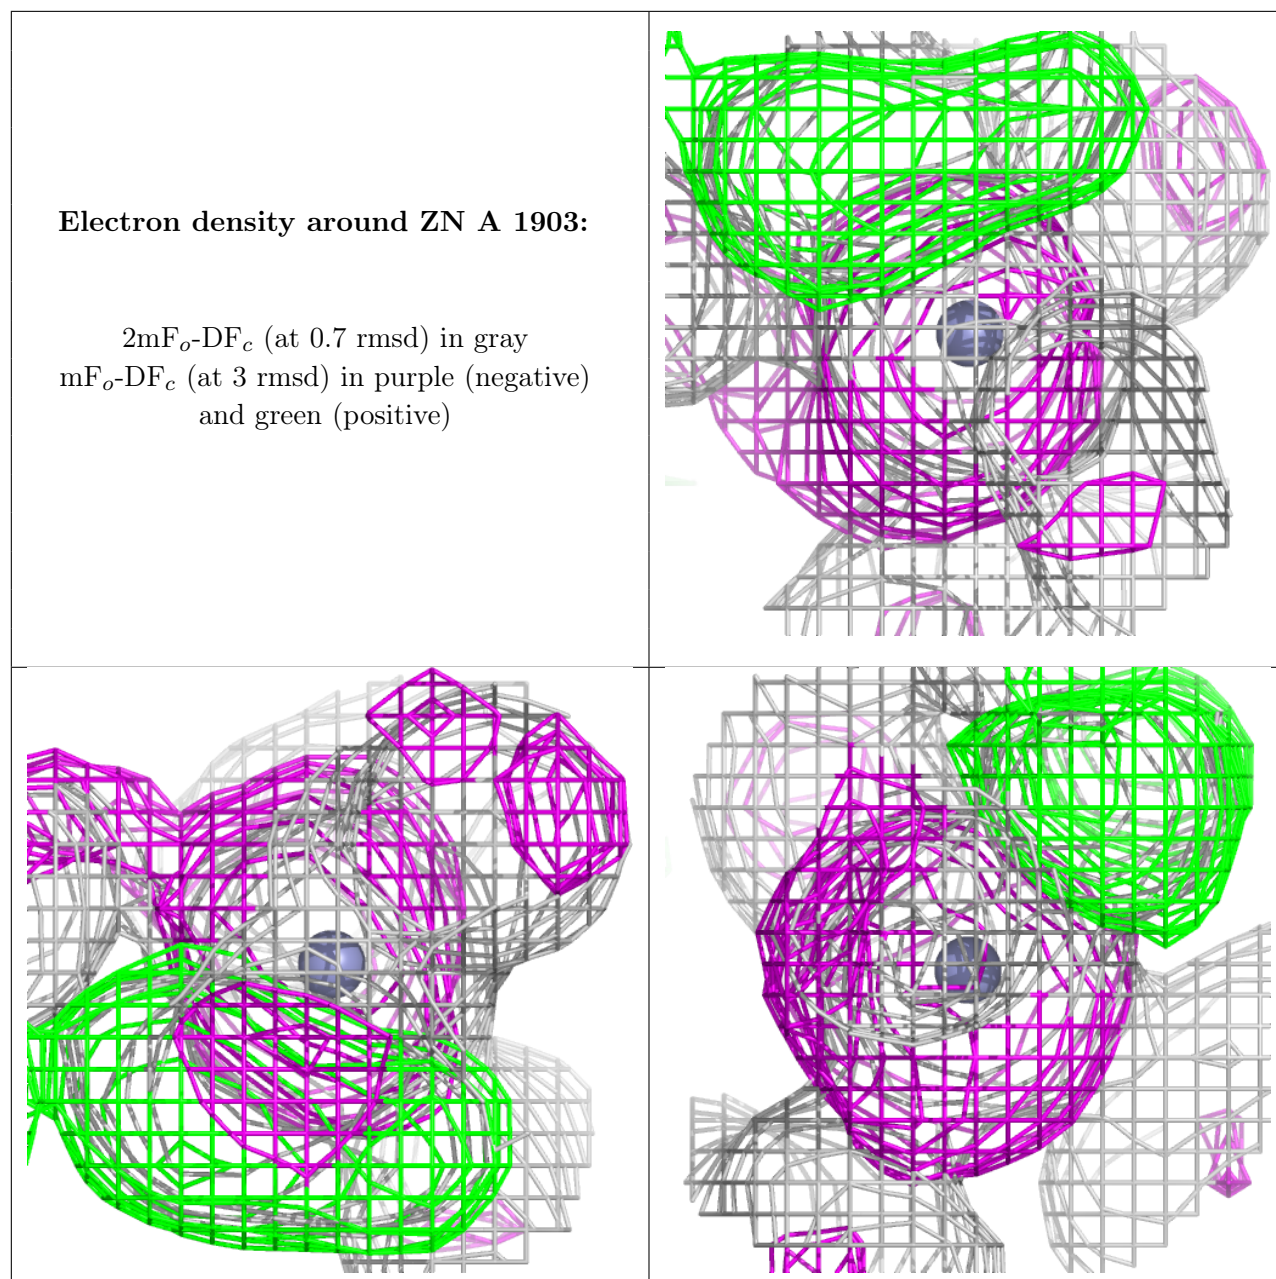 Electron density around ZN A 1903:
2mFo-DFc (at 0.7 rmsd) in gray
mFo-DFc (at 3 rmsd) in purple (negative)
and green (positive)